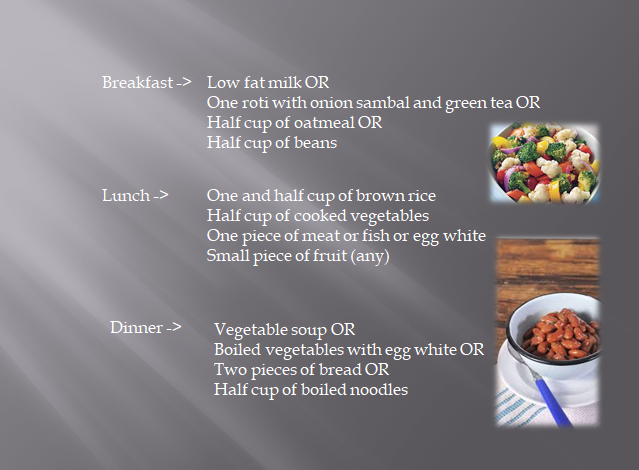 Breakfast -> Low fat milk OR
One roti with onion sambal and green tea OR
Half cup of oatmeal OR
Half cup of beans
Lunch -> One and half cup of brown rice
Half cup of cooked vegetables
One piece of meat or fish or egg white
Small piece of fruit (any)
Dinner -> Vegetable soup OR
Boiled vegetables with egg white OR
Two pieces of bread OR
Half cup of boiled noodles